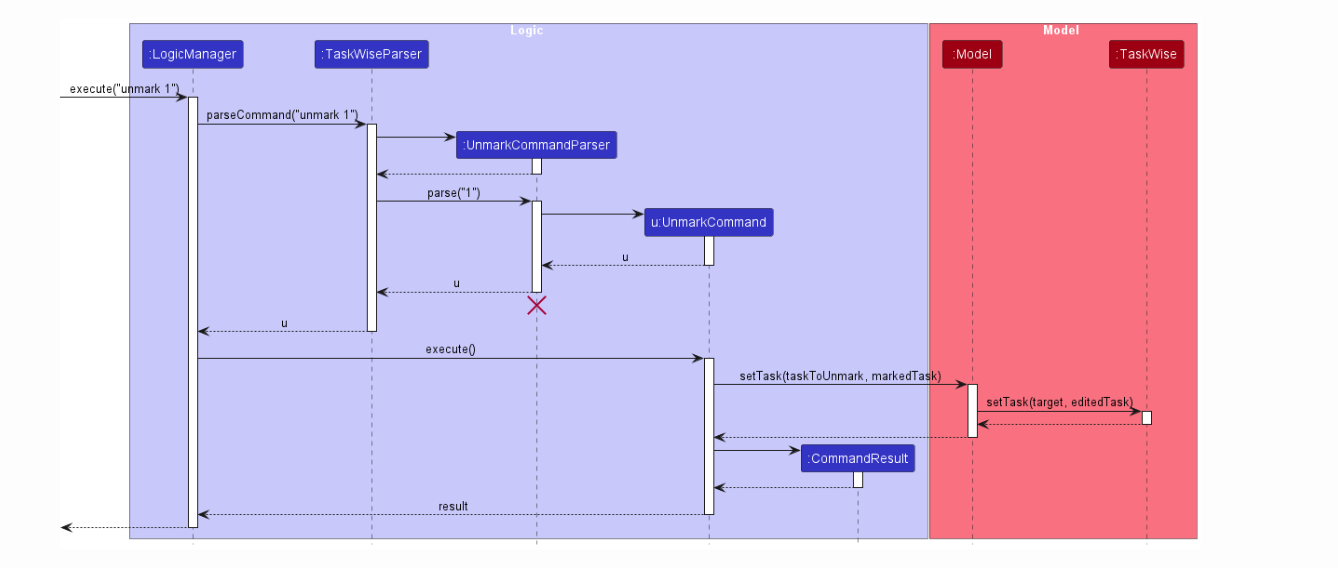 Logic
Model
:LogicManager
:TaskWiseParser
:Model
:TaskWise
execute("unmark 1")
parseCommand("unmark 1")
:UnmarkCommandParser
parse("1")
u:UnmarkCommand
u
u
u
execute()
setTask(taskToUnmark, markedTask)
setTask(target, editedTask)
:CommandResult
result